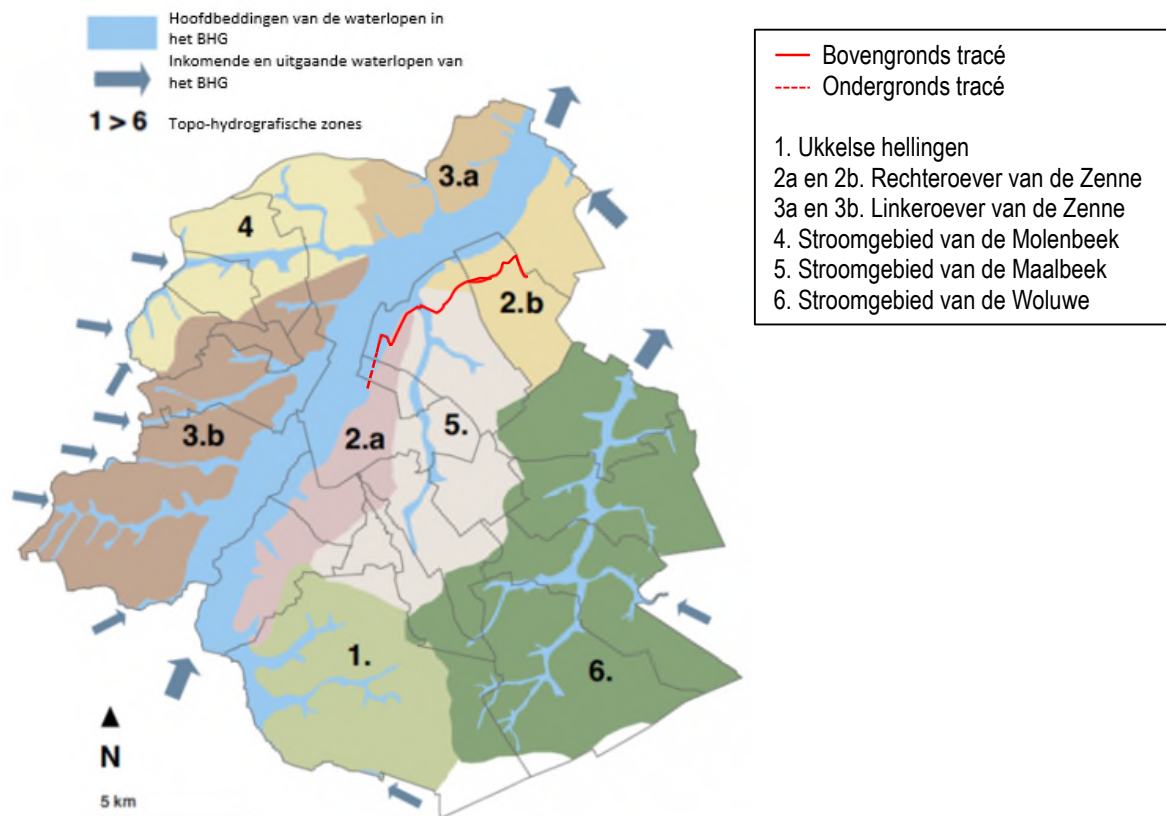 Hoofdbeddingen van de waterlopen in
het BHG
Inkomende en uitgaande waterlopen van
het BHG
1 > 6 Topo-hydrografische zones
Bovengronds tracé
Ondergronds tracé
1. Ukkelse hellingen
2a en 2b. Rechteroever van de Zenne
3a en 3b. Linkeroever van de Zenne
4. Stroomgebied van de Molenbeek
5. Stroomgebied van de Maalbeek
6. Stroomgebied van de Woluwe
3.a
4
2.b
3.b
2.a
5.
1.
6.
N
5 km